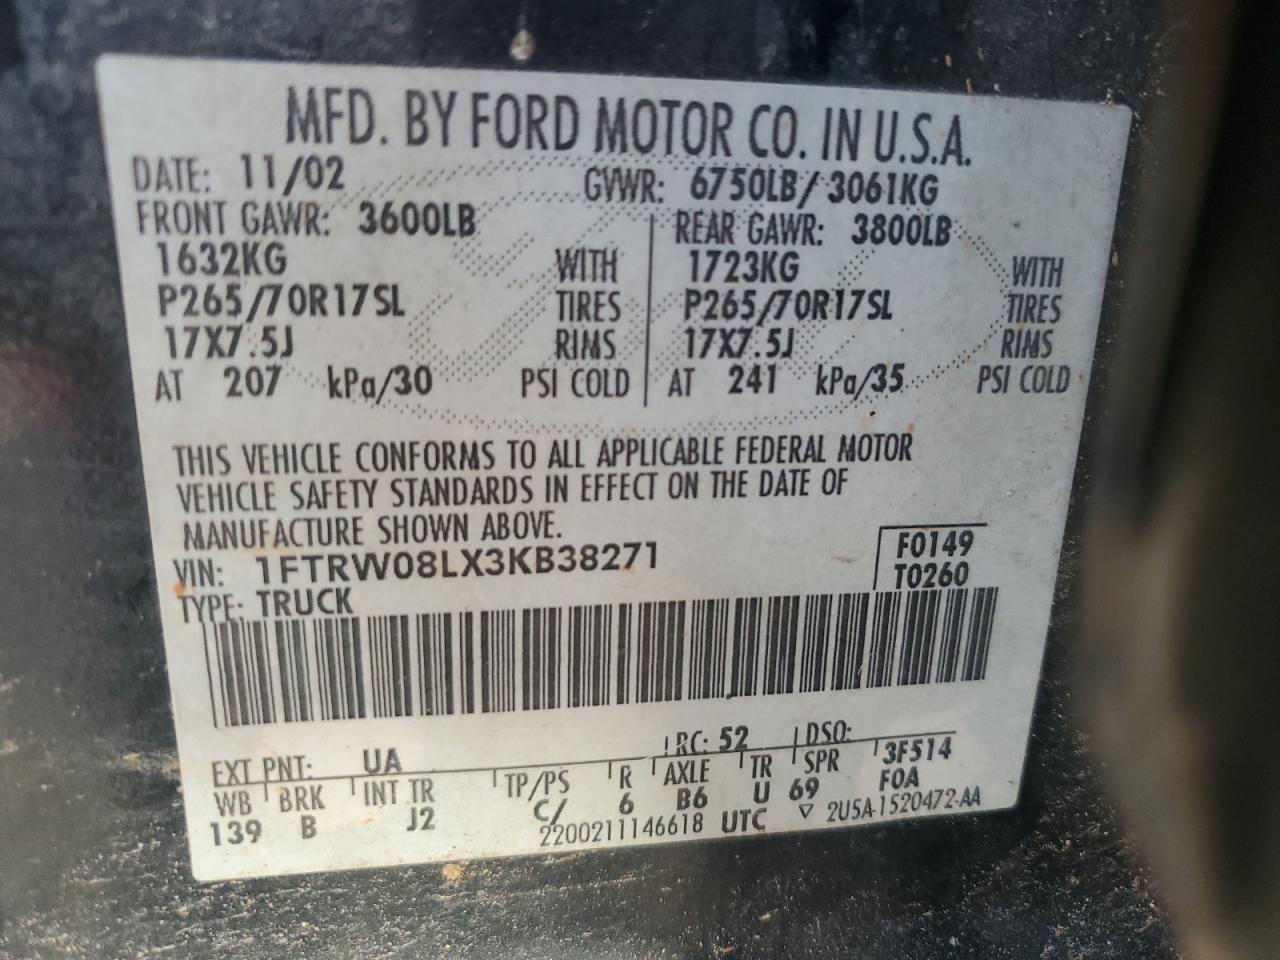 MFD. BY FORD MOTOR CO. IN U.S.A.
DATE: 11/02 GVWR: 6750LB/ 3061KG
FRONT GAWR: 3600LB REAR GAWR: 3800LB
1632KG WITH 1723KG WITH
P265/70R17SL TIRES P265/70R17SL TIRES
17X7.5J RIMS 17X7.5J RIMS
AT 207 kPa/30 PSI COLD AT 241 kPa/35 PSI COLD
THIS VEHICLE CONFORMS TO ALL APPLICABLE FEDERAL MOTOR
VEHICLE SAFETY STANDARDS IN EFFECT ON THE DATE OF
MANUFACTURE SHOWN ABOVE.
VIN: 1FTRW08LX3KB38271 F0149
TYPE: TRUCK T0260
EXT PNT: UA RC: 52 DSO:
WB BRK INT TR TP/PS R AXLE TR SPR 3F514
139 B J2 C/ 6 B6 U 69 FOA
2200211146618 UTC ▽ 2U5A-1520472-AA